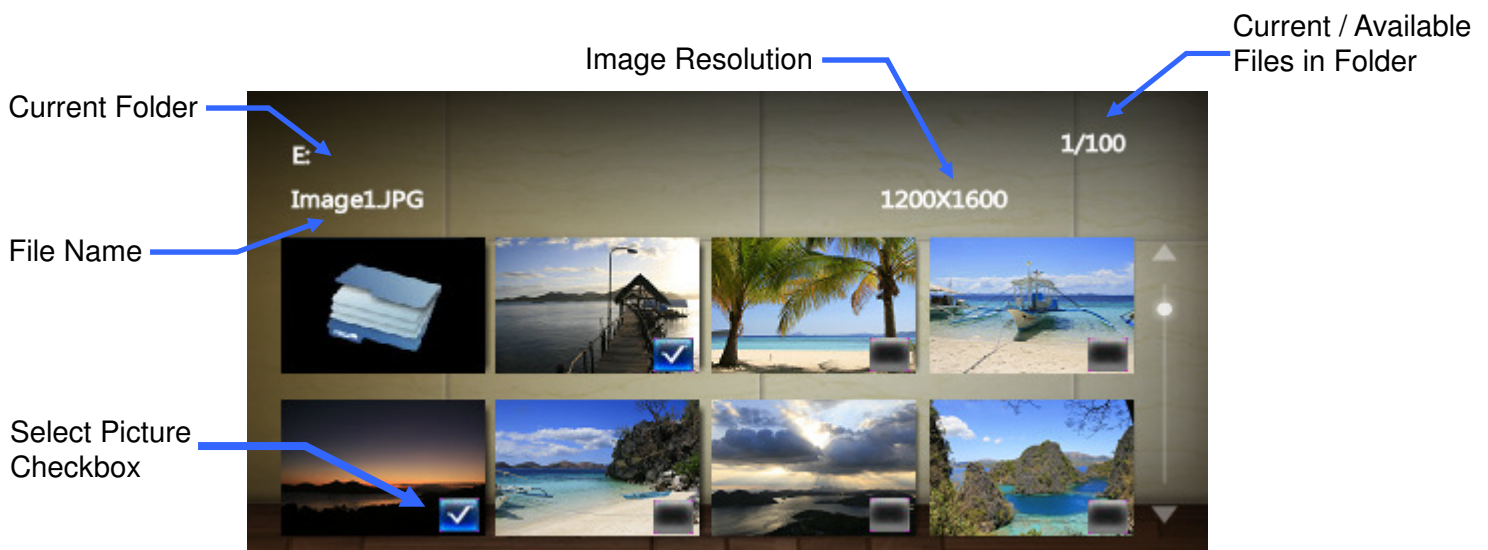 Current / Available
Files in Folder
Image Resolution
Current Folder
1/100
E:
Image1.JPG
1200X1600
File Name
Select Picture
Checkbox